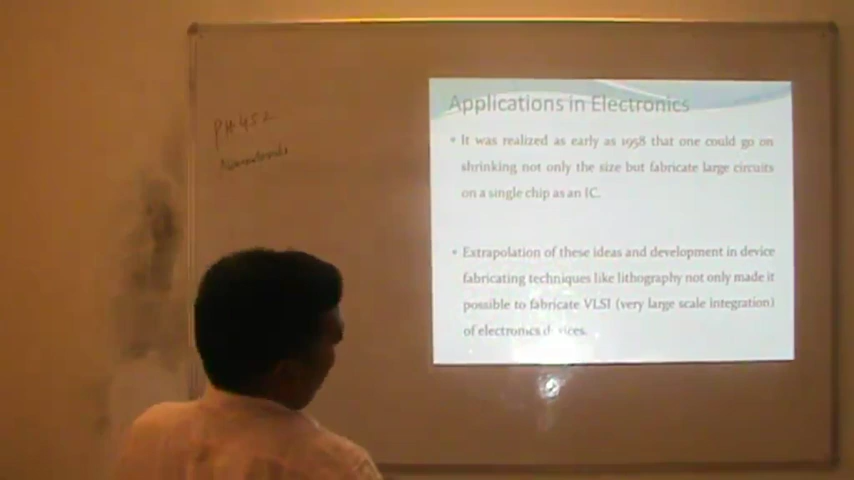 PH 452
Applications in Electronics
• It was realized as early as 1958 that one could go on
shrinking not only the size but fabricate large circuits
on a single chip as an IC.
• Extrapolation of these ideas and development in device
fabricating techniques like lithography not only made it
possible to fabricate VLSI (very large scale integration)
of electronics devices.